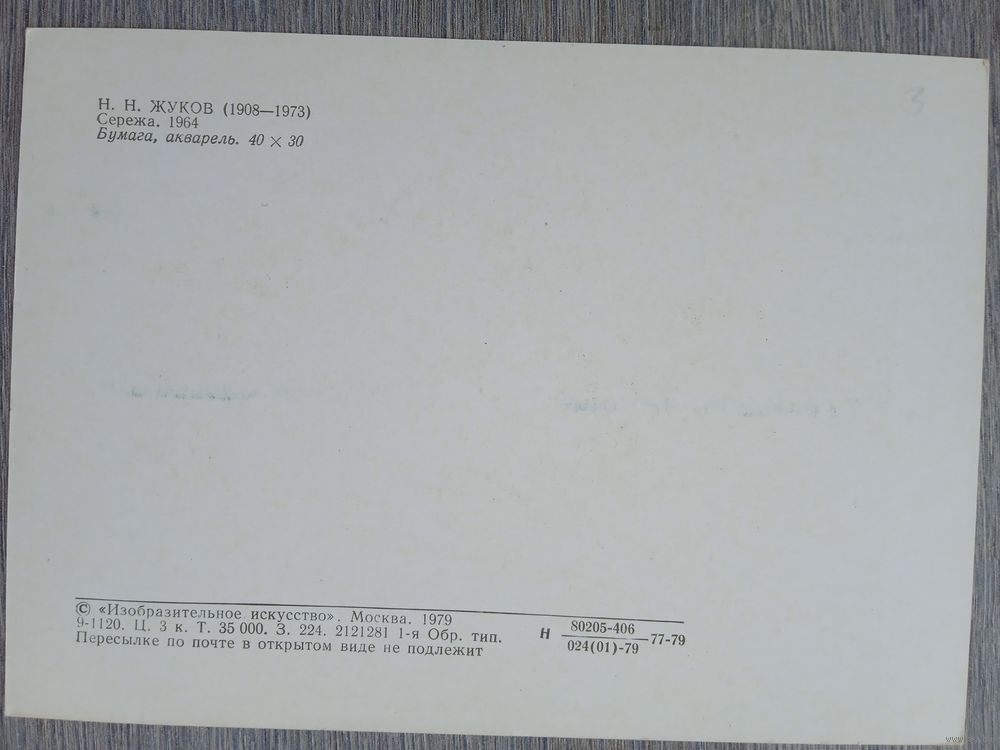 Н. Н. ЖУКОВ (1908—1973)
Сережа. 1964
Бумага, акварель. 40 × 30
3
© «Изобразительное искусство». Москва. 1979
9-1120. Ц. 3 к. Т. 35 000. З. 224. 2121281 1-я Обр. тип.
Пересылке по почте в открытом виде не подлежит
Н 80205-406
024(01)-79 —77-79